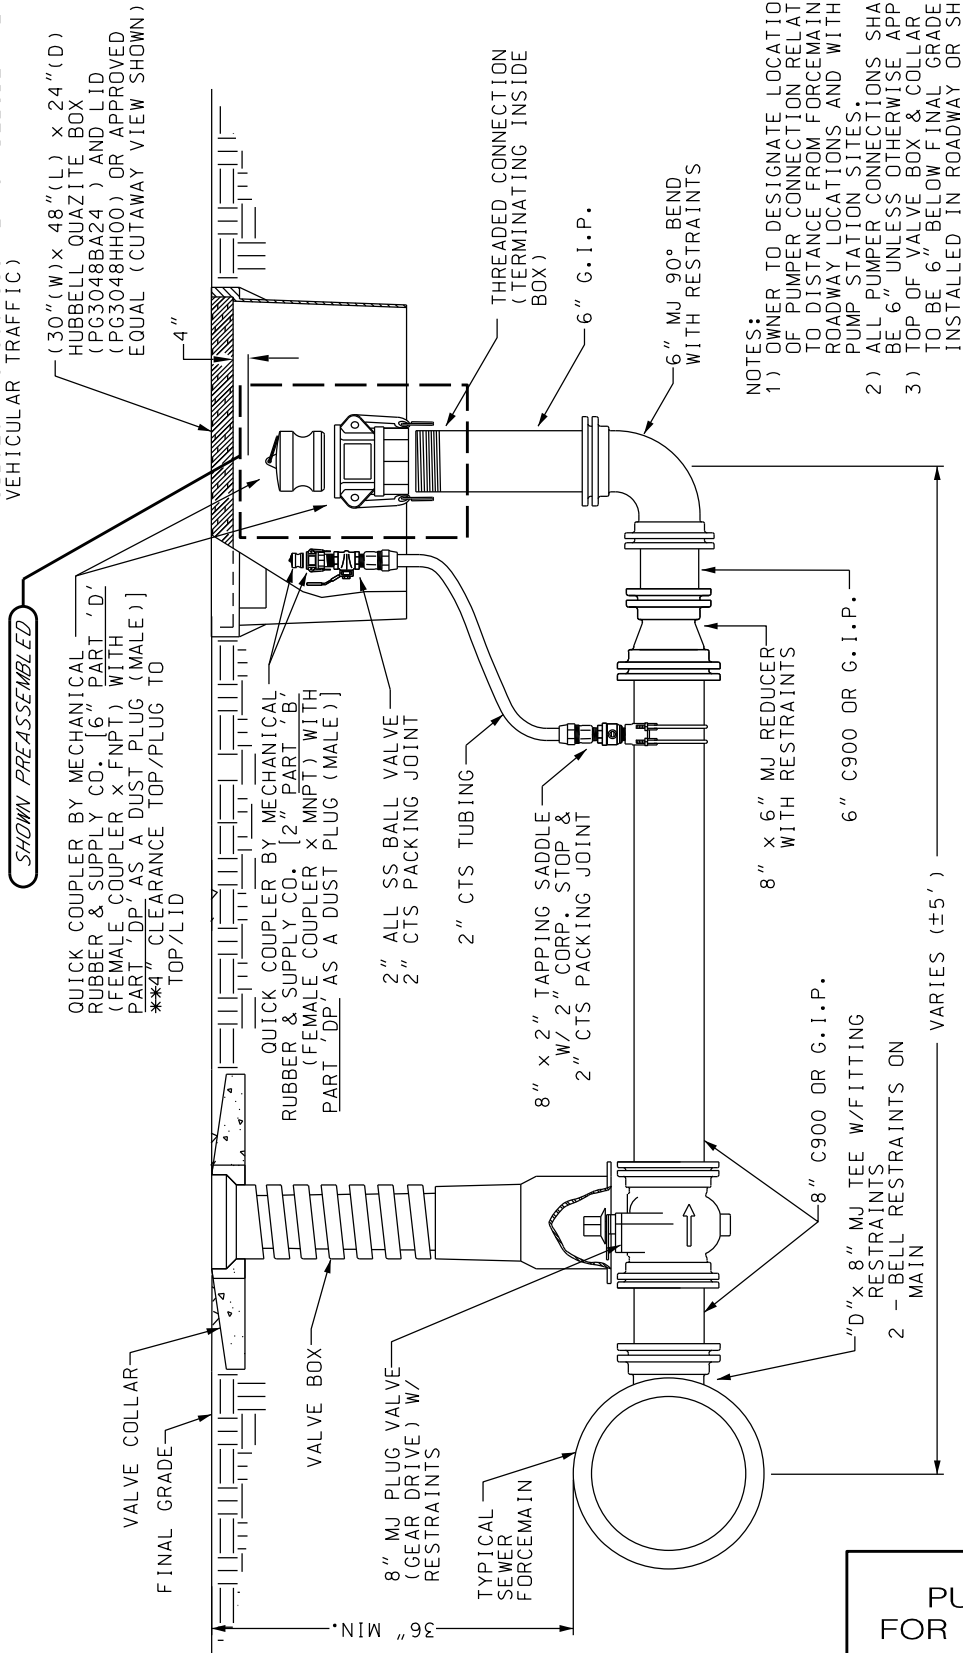 VEHICULAR TRAFFIC)
(30"(W)x 48"(L) x 24"(D)
HUBBELL QUAZITE BOX
(PG3048BA24 ) AND LID
(PG3048HH00) OR APPROVED
EQUAL (CUTAWAY VIEW SHOWN)
4"
SHOWN PREASSEMBLED
QUICK COUPLER BY MECHANICAL
RUBBER & SUPPLY CO. [6" PART 'D'
(FEMALE COUPLER x FNPT) WITH
PART 'DP' AS A DUST PLUG (MALE)]
**4" CLEARANCE TOP/PLUG TO
TOP/LID
QUICK COUPLER BY MECHANICAL
RUBBER & SUPPLY CO. [2" PART 'B'
(FEMALE COUPLER x MNPT) WITH
PART 'DP' AS A DUST PLUG (MALE)]
2" ALL SS BALL VALVE
2" CTS PACKING JOINT
2" CTS TUBING
8" x 2" TAPPING SADDLE
W/ 2" CORP. STOP &
2" CTS PACKING JOINT
THREADED CONNECTION
(TERMINATING INSIDE
BOX)
6" G.I.P.
6" MJ 90° BEND
WITH RESTRAINTS
8" x 6" MJ REDUCER
WITH RESTRAINTS
6" C900 OR G.I.P.
VARIES (±5')
8" C900 OR G.I.P.
"D"x 8" MJ TEE W/FITTING
RESTRAINTS
2 - BELL RESTRAINTS ON
MAIN
VALVE COLLAR
FINAL GRADE
VALVE BOX
8" MJ PLUG VALVE
(GEAR DRIVE) W/
RESTRAINTS
TYPICAL
SEWER
FORCEMAIN
36" MIN.
NOTES:
1) OWNER TO DESIGNATE LOCATIO
OF PUMPER CONNECTION RELAT
TO DISTANCE FROM FORCEMAIN
ROADWAY LOCATIONS AND WITH
PUMP STATION SITES.
2) ALL PUMPER CONNECTIONS SHA
BE 6" UNLESS OTHERWISE APP
3) TOP OF VALVE BOX & COLLAR
TO BE 6" BELOW FINAL GRADE
INSTALLED IN ROADWAY OR SH
PU
FOR